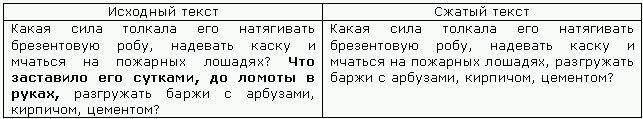 Исходный текст
Сжатый текст
Какая сила толкала его натягивать
брезентовую робу, надевать каску и
мчаться на пожарных лошадях? Что
заставило его сутками, до ломоты в
руках, разгружать баржи с арбузами,
кирпичом, цементом?
Какая сила толкала его натягивать
брезентовую робу, надевать каску и
мчаться на пожарных лошадях, разгружать
баржи с арбузами, кирпичом, цементом?